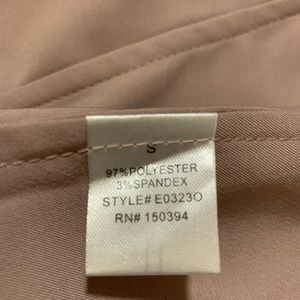 S
97%POLYESTER
3%SPANDEX
STYLE# E0323O
RN# 150394